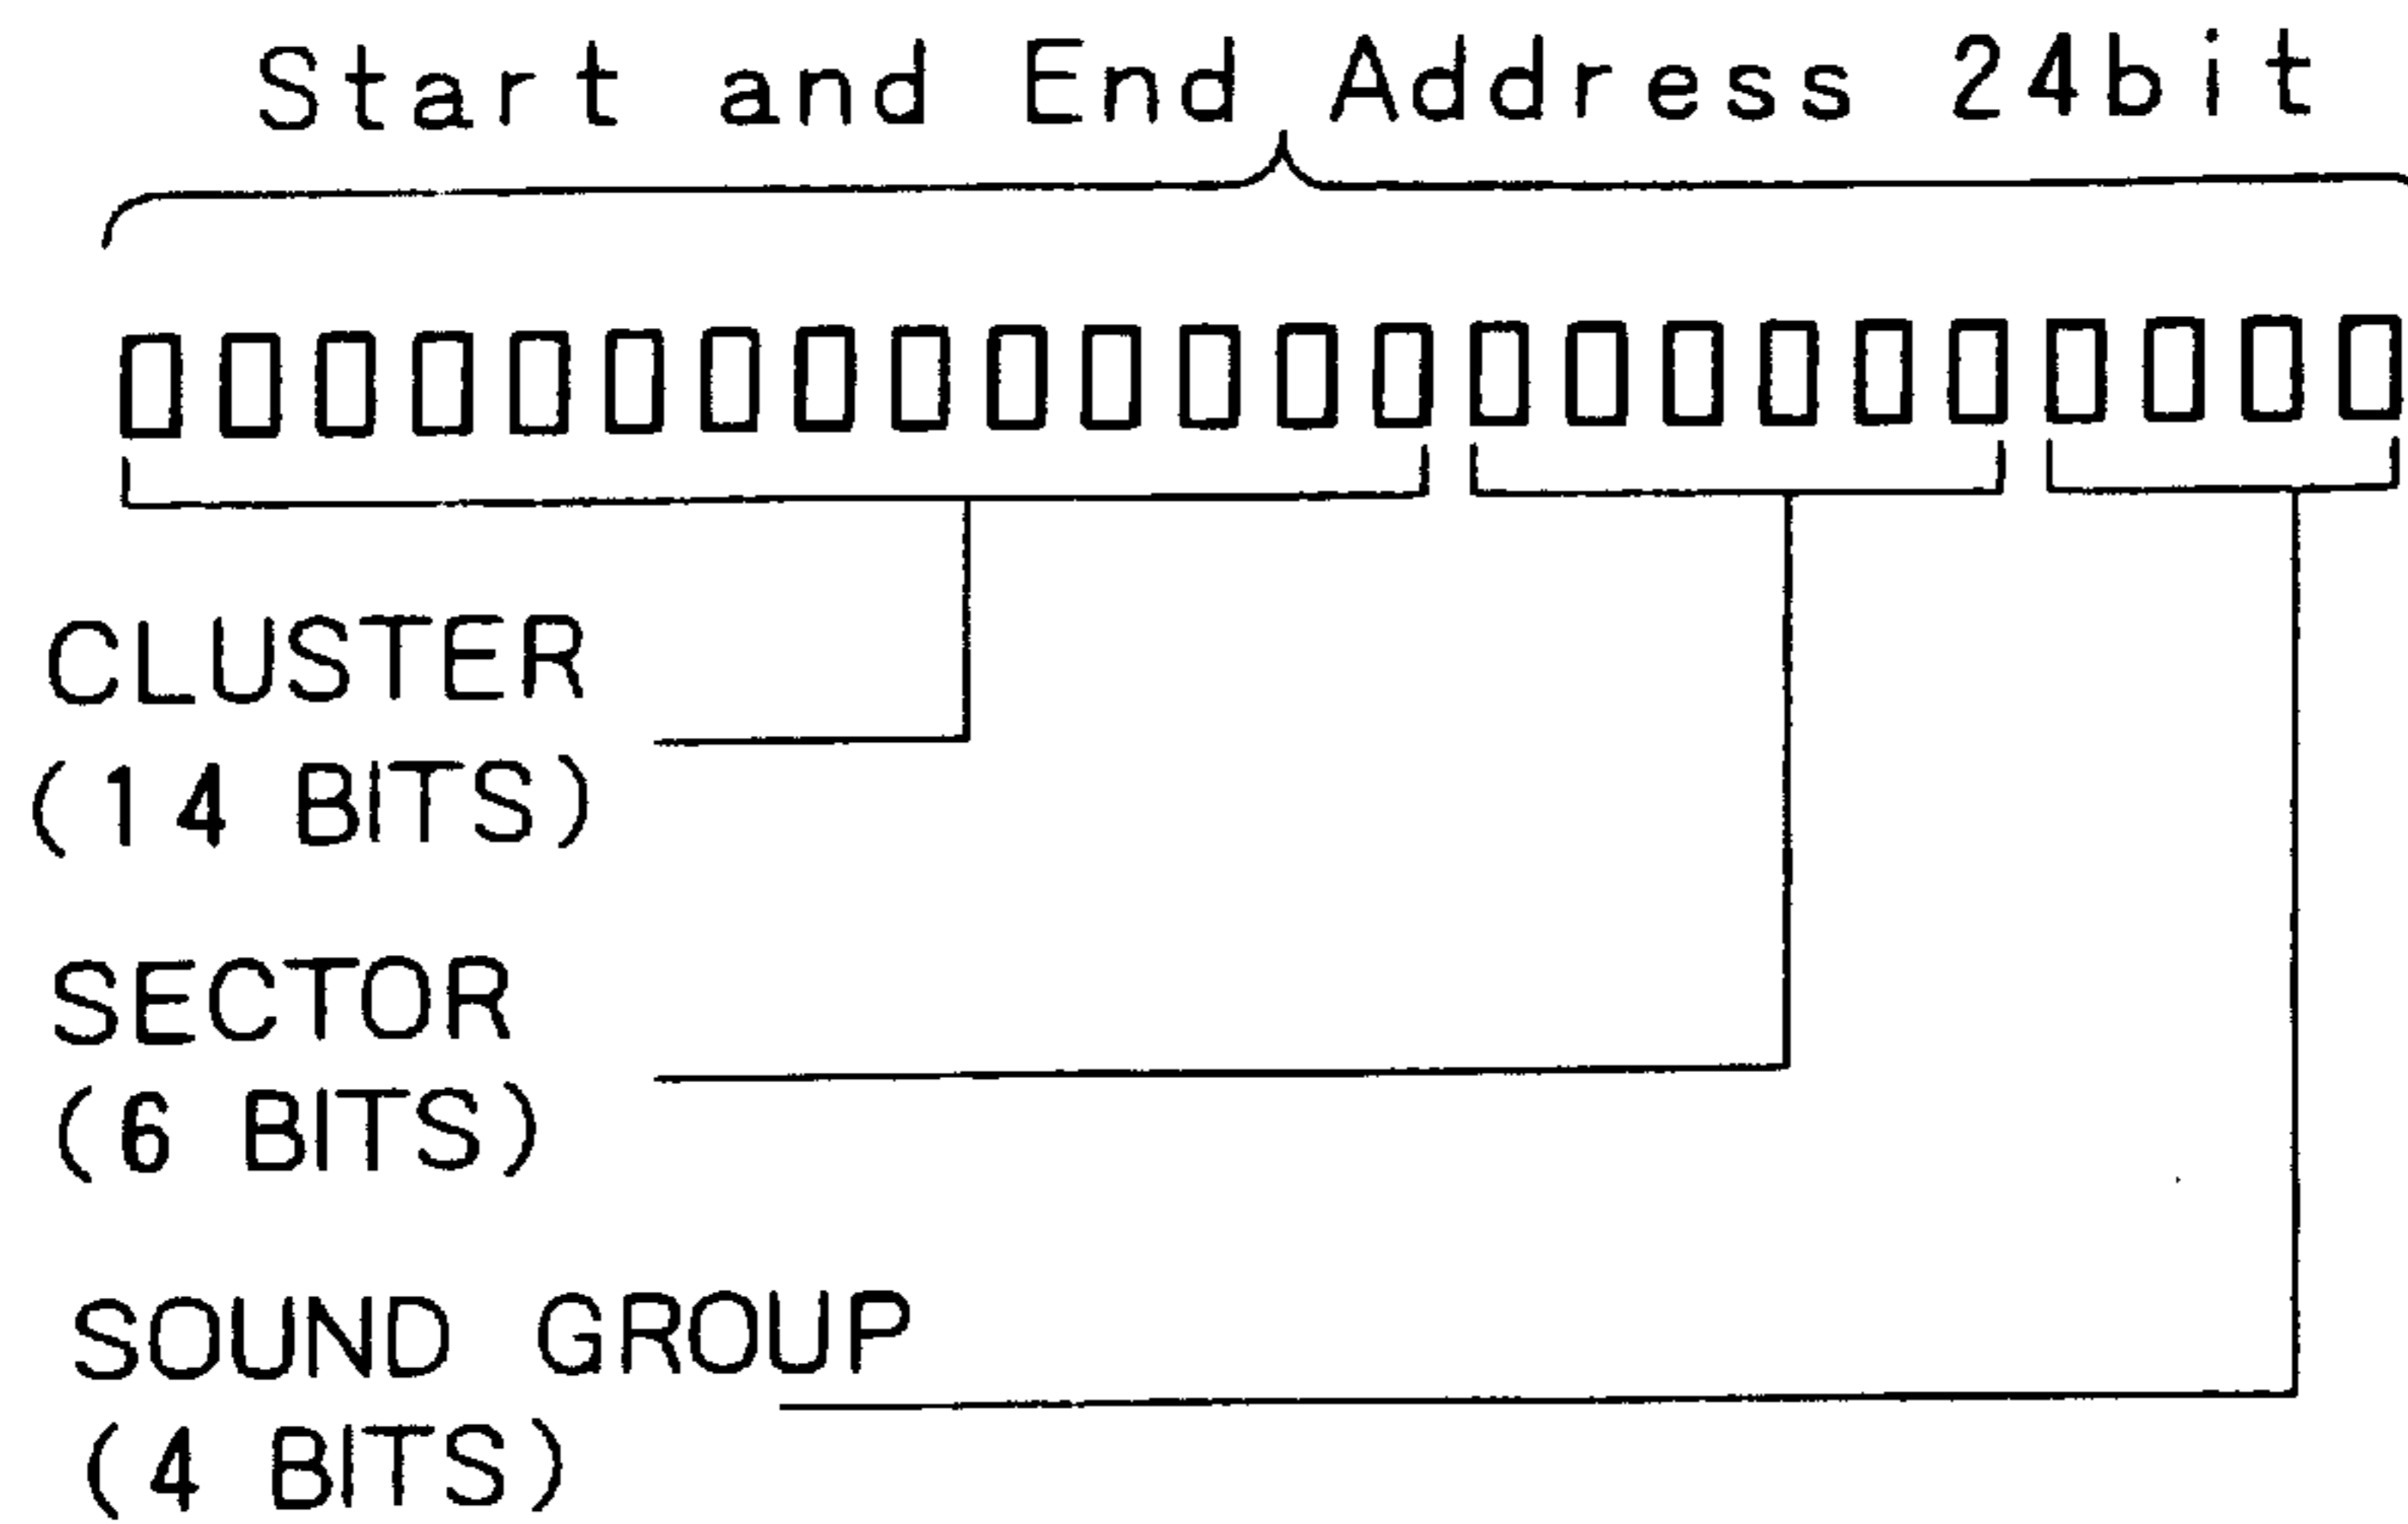 Start and End Address 24bit
CLUSTER
(14 BITS)
SECTOR
(6 BITS)
SOUND GROUP
(4 BITS)